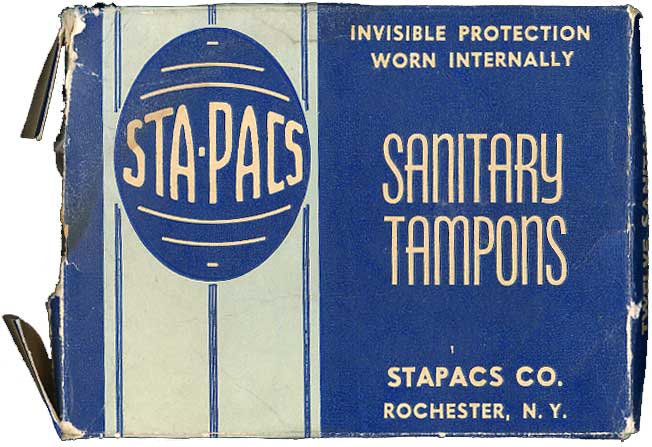 STA-PACS
INVISIBLE PROTECTION
WORN INTERNALLY
SANITARY
TAMPONS
STAPACS CO.
ROCHESTER, N. Y.